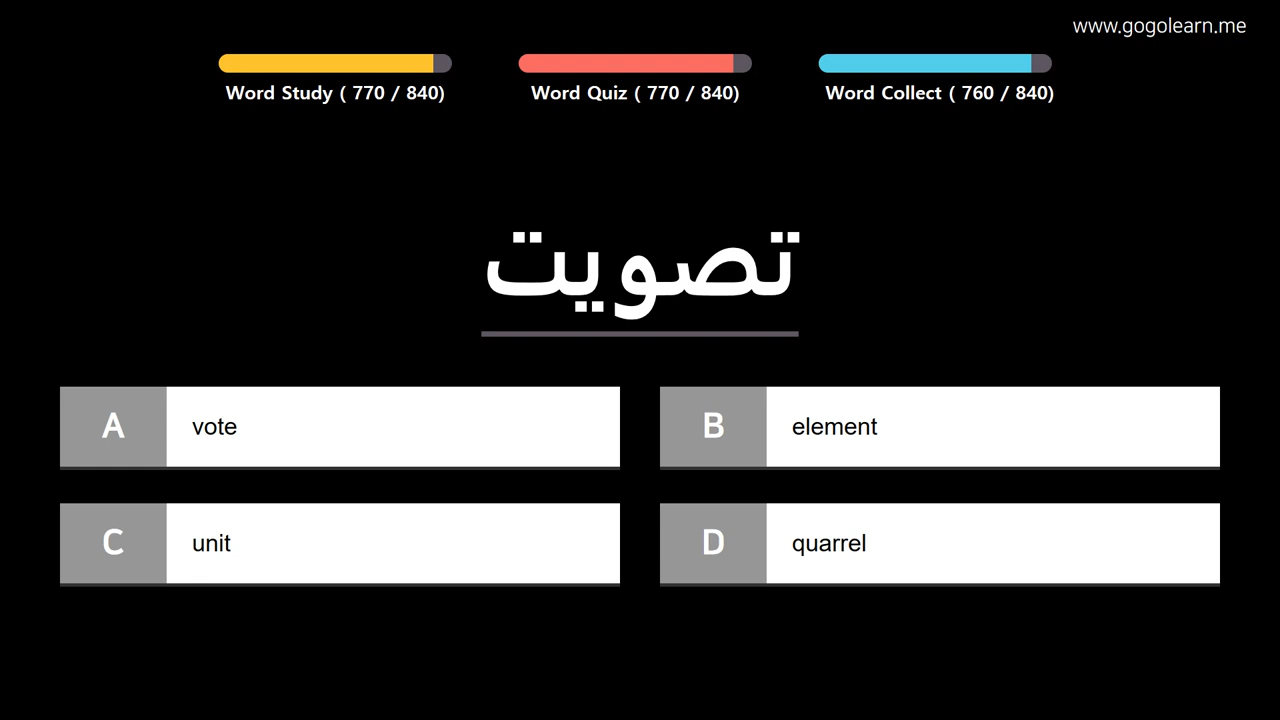 www.gogolearn.me
Word Study ( 770 / 840)
Word Quiz ( 770 / 840)
Word Collect ( 760 / 840)
تصويت
A vote
B element
C unit
D quarrel